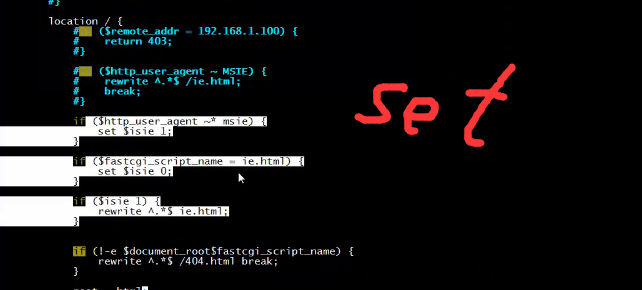 #}
location / {
#if ($remote_addr = 192.168.1.100) {
#   return 403;
#}
#if ($http_user_agent ~ MSIE) {
#   rewrite ^.*$ /ie.html;
#   break;
#}
if ($http_user_agent ~* msie) {
set $isie 1;
}
if ($fastcgi_script_name = ie.html) {
set $isie 0;
}
if ($isie 1) {
rewrite ^.*$ ie.html;
}
if (!-e $document_root$fastcgi_script_name) {
rewrite ^.*$ /404.html break;
}
root   html;
set